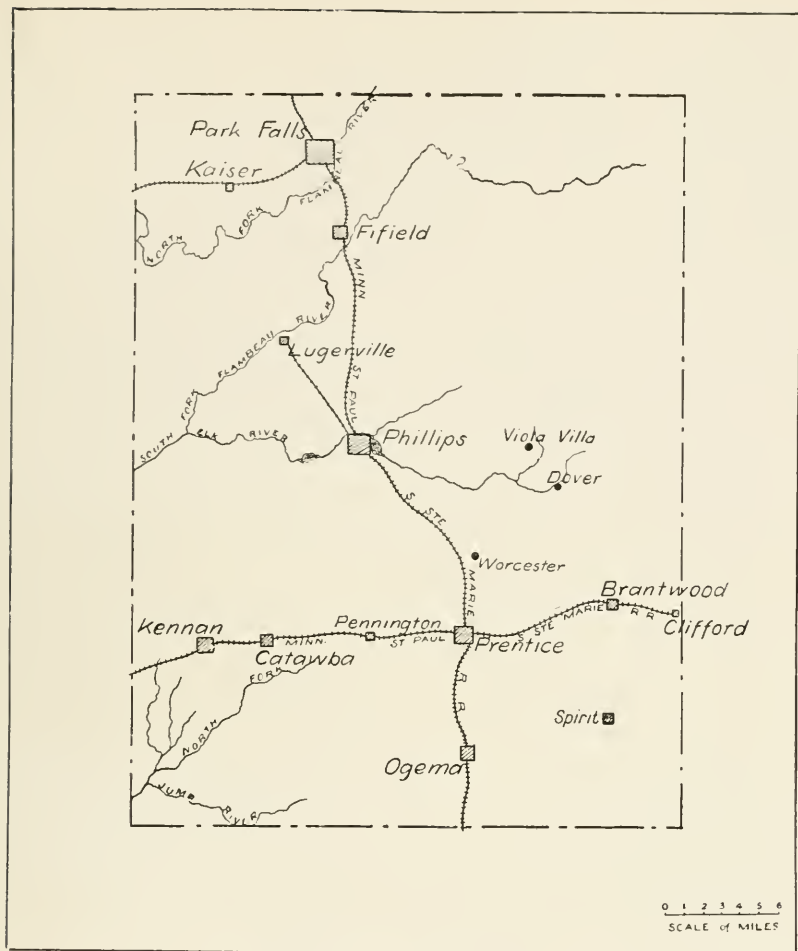 Park Falls
Kaiser
RIVER
FLAMBEAU
FORK
NORTH
Fifield
MINN
ST PAUL
Lugerville
RIVER
FLAMBEAU
FORK
SOUTH
ELK RIVER
Phillips
Viola Villa
Dover
S STE
MARIE
Worcester
Brantwood
S STE MARIE R R
Clifford
Kennan
Pennington
MINN. ST PAUL
Prentice
Catawba
FORK
NORTH
R R
Spirit
Ogema
JUMP
RIVER
0 1 2 3 4 5 6
SCALE of MILES